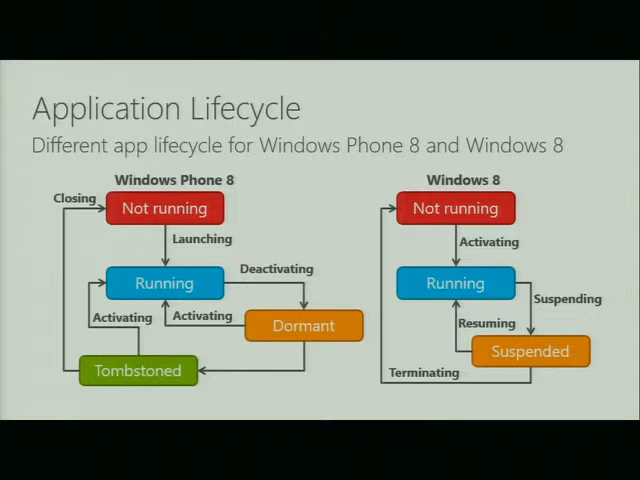 Application Lifecycle
Different app lifecycle for Windows Phone 8 and Windows 8
Windows Phone 8
Closing
Not running
Launching
Running
Deactivating
Activating
Activating
Dormant
Tombstoned
Windows 8
Not running
Activating
Running
Suspending
Resuming
Suspended
Terminating